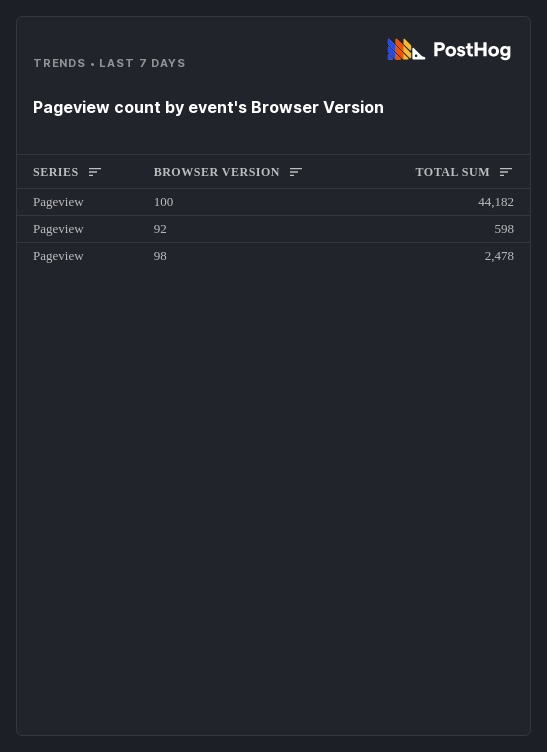 PostHog
TRENDS • LAST 7 DAYS
Pageview count by event's Browser Version
SERIES BROWSER VERSION TOTAL SUM
Pageview 100 44,182
Pageview 92 598
Pageview 98 2,478